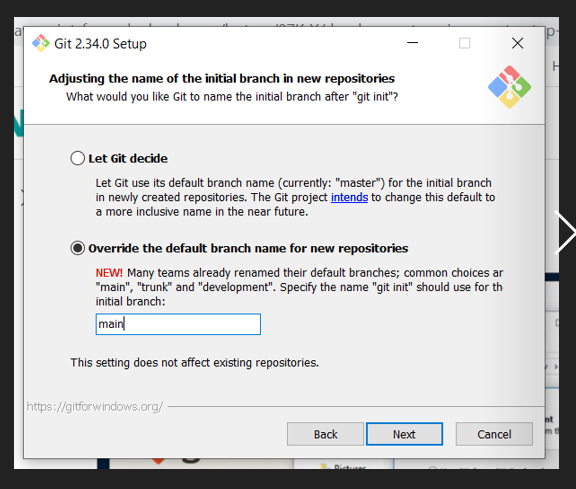 Git 2.34.0 Setup
Adjusting the name of the initial branch in new repositories
What would you like Git to name the initial branch after "git init"?
Let Git decide
Let Git use its default branch name (currently: "master") for the initial branch
in newly created repositories. The Git project intends to change this default to
a more inclusive name in the near future.
Override the default branch name for new repositories
NEW! Many teams already renamed their default branches; common choices ar
"main", "trunk" and "development". Specify the name "git init" should use for th
initial branch:
main
This setting does not affect existing repositories.
https://gitforwindows.org/
Back
Next
Cancel
Pictures